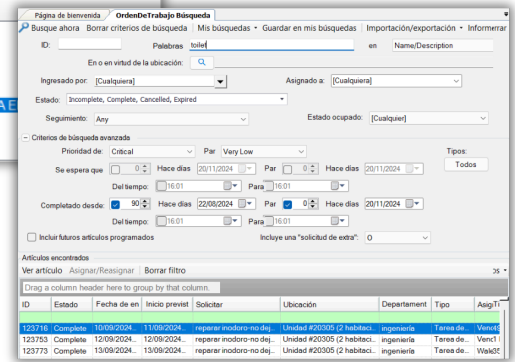 Página de bienvenida OrdenDeTrabajo Búsqueda
Busque ahora Borrar criterios de búsqueda Mis búsquedas Guardar en mis búsquedas Importación/exportación Informerrar
ID: Palabras toilet en Name/Description
En o en virtud de la ubicación:
Ingresado por: [Cualquiera] Asignado a: [Cualquiera]
Estado: Incomplete, Complete, Cancelled, Expired
Seguimiento: Any Estado ocupado: [Cualquier]
Criterios de búsqueda avanzada
Prioridad de: Critical Par Very Low Tipos:
Se espera que 0 Hace días 20/11/2024 Par 0 Hace días 20/11/2024 Todos
Del tiempo: 16:01 Para 16:01
Completado desde: 90 Hace días 22/08/2024 Par 0 Hace días 20/11/2024
Del tiempo: 16:01 Para 16:01
Incluir futuros artículos programados Incluye una "solicitud de extra": O
Artículos encontrados
Ver artículo Asignar/Reasignar Borrar filtro
Drag a column header here to group by that column.
ID Estado Fecha de en Inicio previst Solicitar Ubicación Departament Tipo
123716 Complete 10/09/2024... 11/09/2024... reparar inodoro-no dej... Unidad #20305 (2 habitaci... ingeniería Tarea de...
123753 Complete 12/09/2024... 12/09/2024... reparar inodoro-no dej... Unidad #20305 (2 habitaci... ingeniería Tarea de...
123773 Complete 13/09/2024... 13/09/2024... reparar inodoro-no dej... Unidad #20305 (2 habitaci... ingeniería Tarea de...